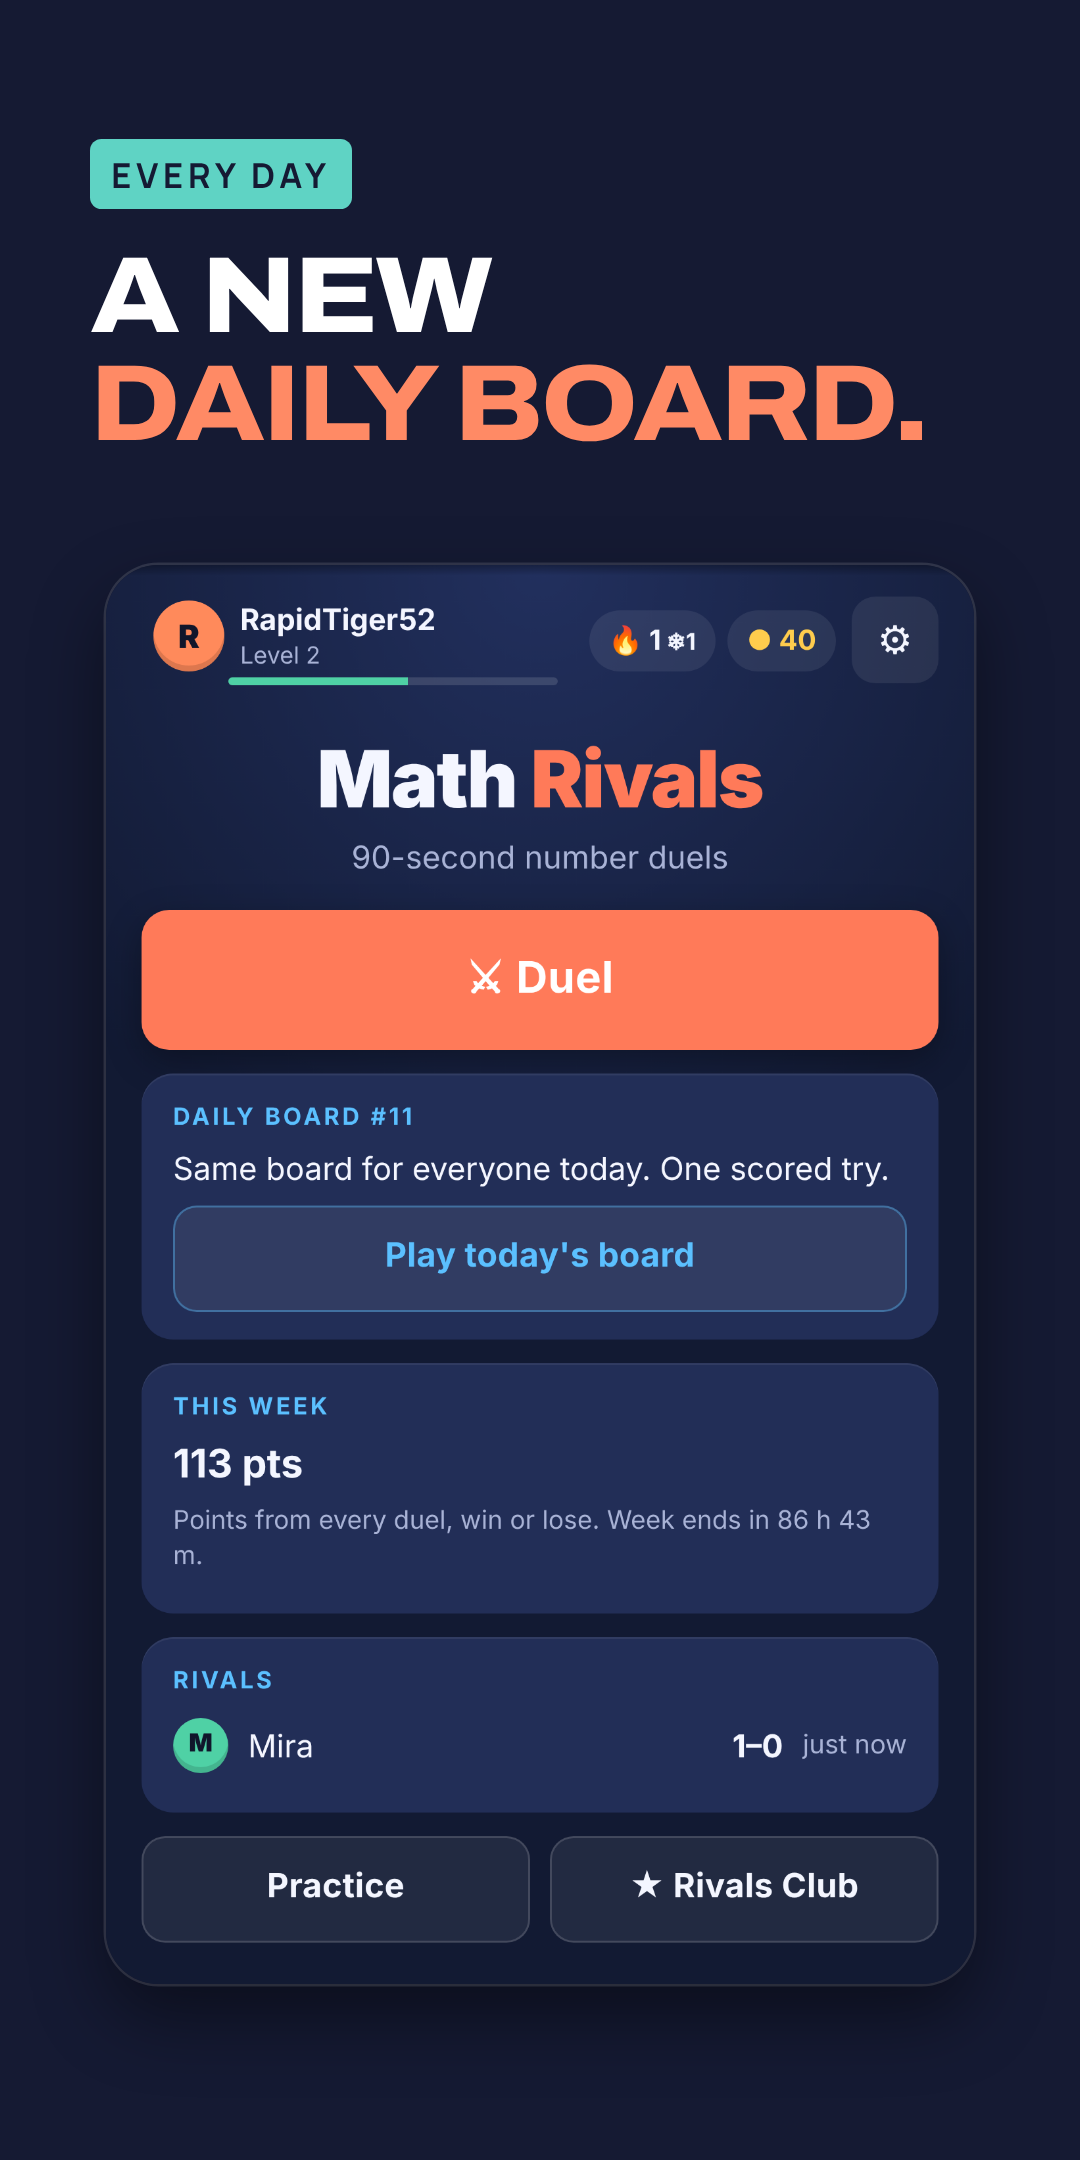 EVERY DAY
A NEW
DAILY BOARD.
R
RapidTiger52
Level 2
🔥 1 ❄1
40
⚙
Math Rivals
90-second number duels
⚔ Duel
DAILY BOARD #11
Same board for everyone today. One scored try.
Play today's board
THIS WEEK
113 pts
Points from every duel, win or lose. Week ends in 86 h 43
m.
RIVALS
M
Mira
1–0 just now
Practice
★ Rivals Club